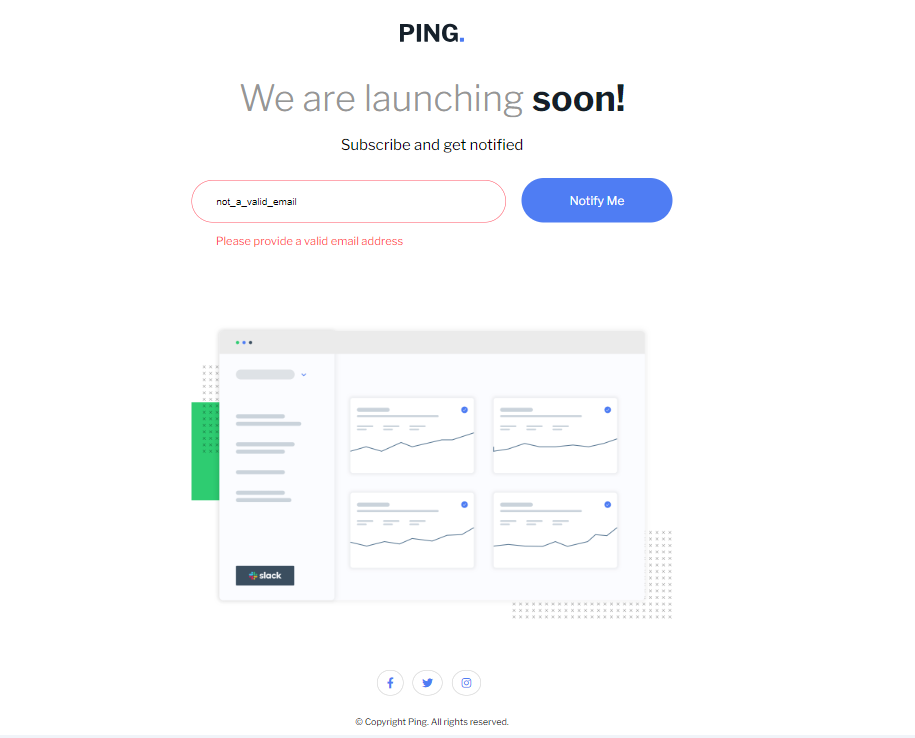 PING.
We are launching soon!
Subscribe and get notified
not_a_valid_email
Notify Me
Please provide a valid email address
slack
© Copyright Ping. All rights reserved.